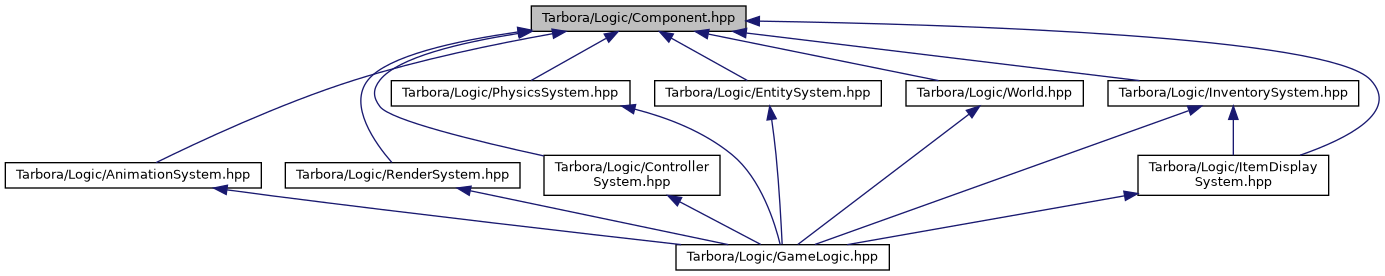 Tarbora/Logic/Component.hpp
Tarbora/Logic/PhysicsSystem.hpp
Tarbora/Logic/EntitySystem.hpp
Tarbora/Logic/World.hpp
Tarbora/Logic/InventorySystem.hpp
Tarbora/Logic/AnimationSystem.hpp
Tarbora/Logic/RenderSystem.hpp
Tarbora/Logic/Controller
System.hpp
Tarbora/Logic/ItemDisplay
System.hpp
Tarbora/Logic/GameLogic.hpp